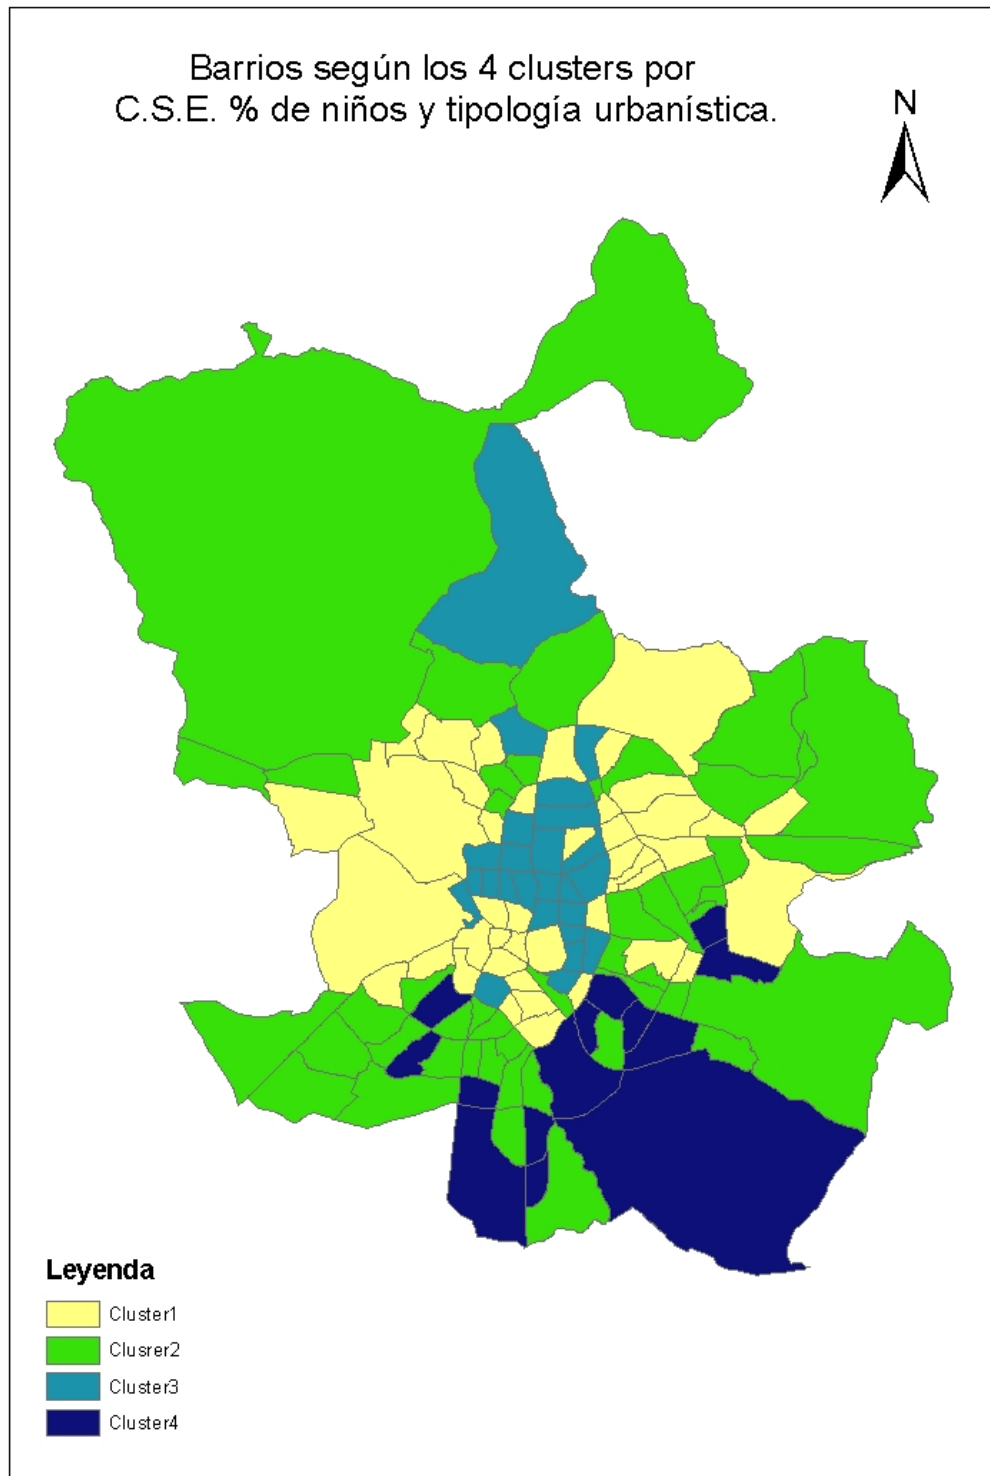 Barrios según los 4 clusters por
C.S.E. % de niños y tipología urbanística.
N
Leyenda
Cluster1
Clusrer2
Cluster3
Cluster4